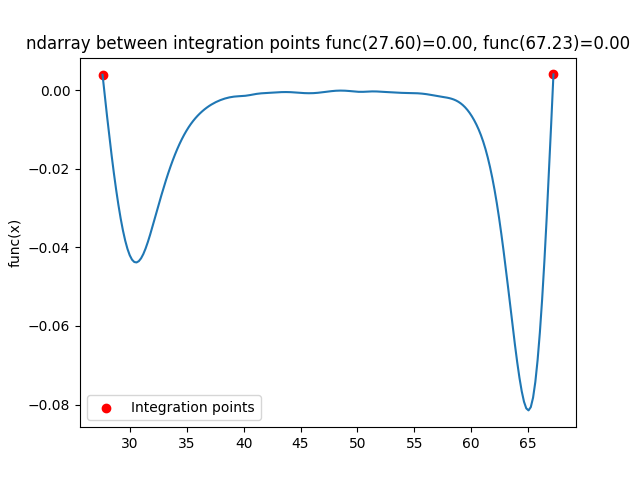 ndarray between integration points func(27.60)=0.00, func(67.23)=0.00
func(x)
0.00
−0.02
−0.04
−0.06
−0.08
Integration points
30 35 40 45 50 55 60 65